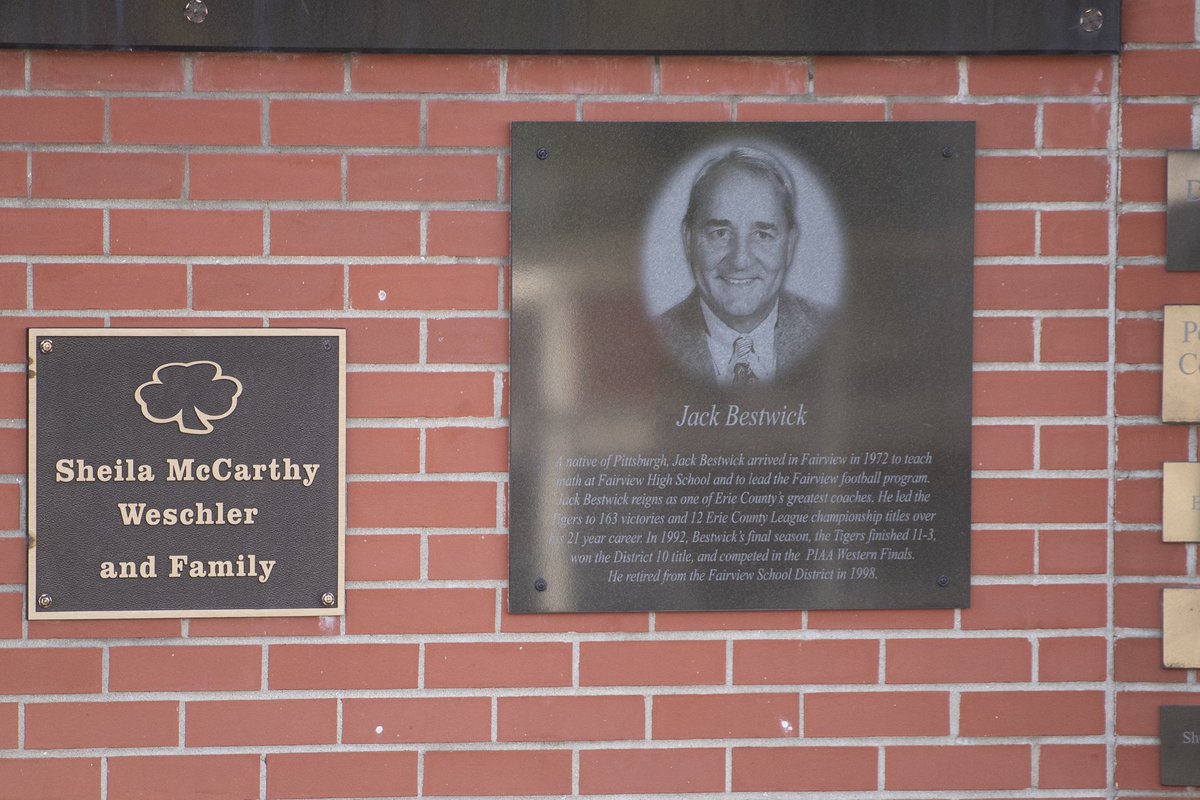 Sheila McCarthy
Weschler
and Family
Jack Bestwick
A native of Pittsburgh, Jack Bestwick arrived in Fairview in 1972 to teach
math at Fairview High School and to lead the Fairview football program.
Jack Bestwick reigns as one of Erie County's greatest coaches. He led the
Tigers to 163 victories and 12 Erie County League championship titles over
his 21 year career. In 1992, Bestwick's final season, the Tigers finished 11-3,
won the District 10 title, and competed in the PIAA Western Finals.
He retired from the Fairview School District in 1998.